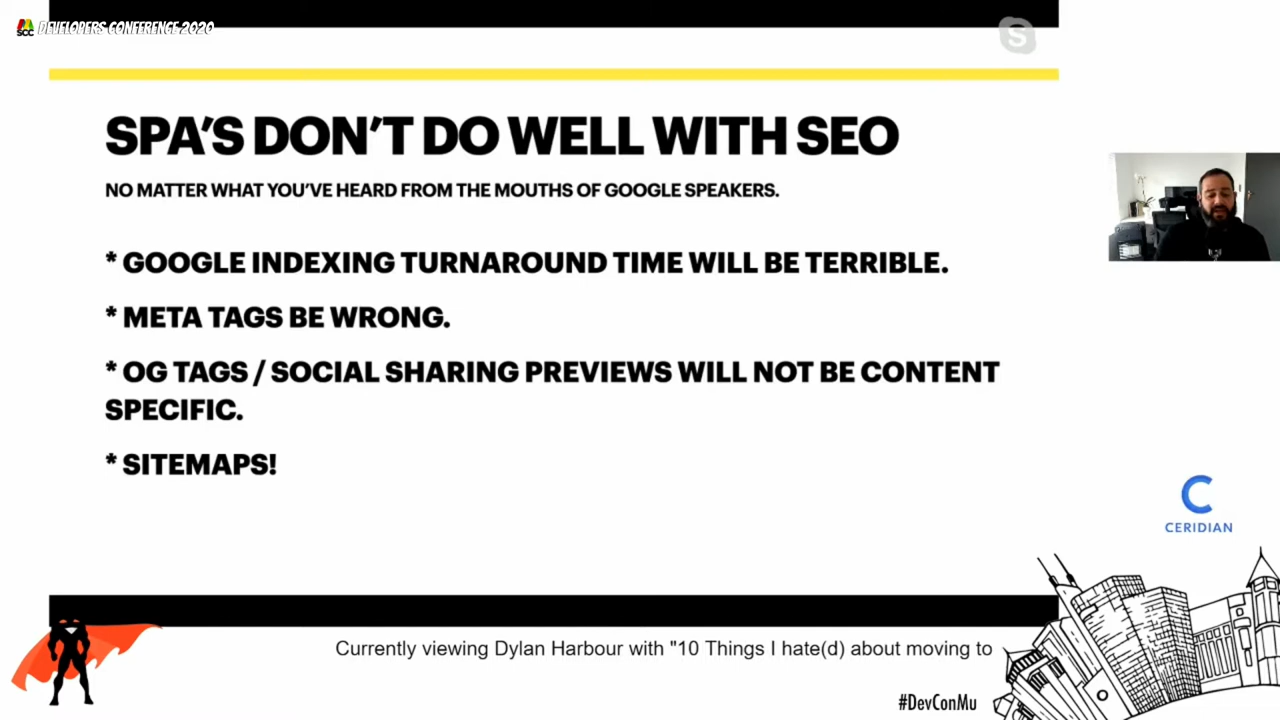 SCC DEVELOPERS CONFERENCE 2020
S
SPA'S DON'T DO WELL WITH SEO
NO MATTER WHAT YOU'VE HEARD FROM THE MOUTHS OF GOOGLE SPEAKERS.
* GOOGLE INDEXING TURNAROUND TIME WILL BE TERRIBLE.
* META TAGS BE WRONG.
* OG TAGS / SOCIAL SHARING PREVIEWS WILL NOT BE CONTENT
SPECIFIC.
* SITEMAPS!
C
CERIDIAN
Currently viewing Dylan Harbour with "10 Things I hate(d) about moving to
#DevConMu